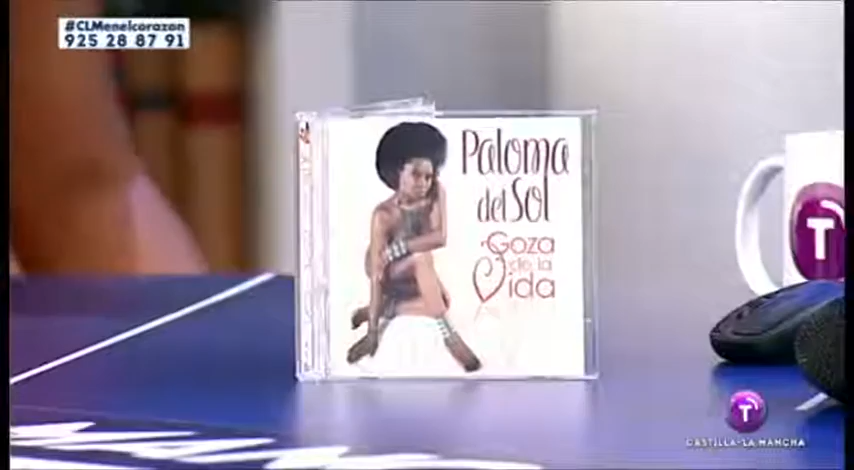 #CLMenelcorazon
925 28 87 91
PALOMA
del SOL
Goza
de la
Vida
T
T
CASTILLA-LA MANCHA